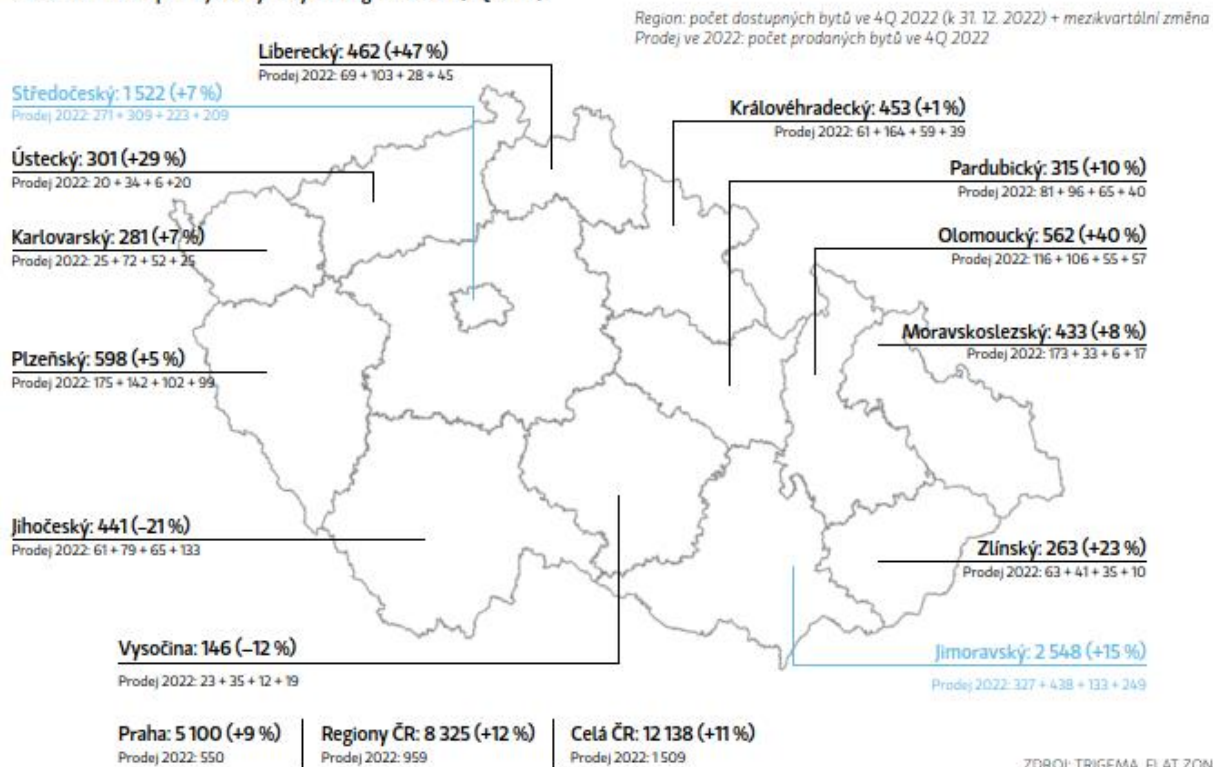 Region: počet dostupných bytů ve 4Q 2022 (k 31. 12. 2022) + mezikvartální změna
Prodej ve 2022: počet prodaných bytů ve 4Q 2022
Liberecký: 462 (+47 %)
Prodej 2022: 69 + 103 + 28 + 45
Středočeský: 1 522 (+7 %)
Prodej 2022: 271 + 309 + 223 + 209
Královéhradecký: 453 (+1 %)
Prodej 2022: 61 + 164 + 59 + 39
Ústecký: 301 (+29 %)
Prodej 2022: 20 + 34 + 6 +20
Pardubický: 315 (+10 %)
Prodej 2022: 81 + 96 + 65 + 40
Karlovarský: 281 (+7 %)
Prodej 2022: 25 + 72 + 52 + 25
Olomoucký: 562 (+40 %)
Prodej 2022: 116 + 106 + 55 + 57
Moravskoslezský: 433 (+8 %)
Prodej 2022: 173 + 33 + 6 + 17
Plzeňský: 598 (+5 %)
Prodej 2022: 175 + 142 + 102 + 99
Jihočeský: 441 (–21 %)
Prodej 2022: 61 + 79 + 65 + 133
Zlínský: 263 (+23 %)
Prodej 2022: 63 + 41 + 35 + 10
Vysočina: 146 (–12 %)
Prodej 2022: 23 + 35 + 12 + 19
Jimoravský: 2 548 (+15 %)
Prodej 2022: 327 + 438 + 133 + 249
Praha: 5 100 (+9 %)
Prodej 2022: 550
Regiony ČR: 8 325 (+12 %)
Prodej 2022: 959
Celá ČR: 12 138 (+11 %)
Prodej 2022: 1 509
ZDROJ: TRIGEMA, FLAT ZON